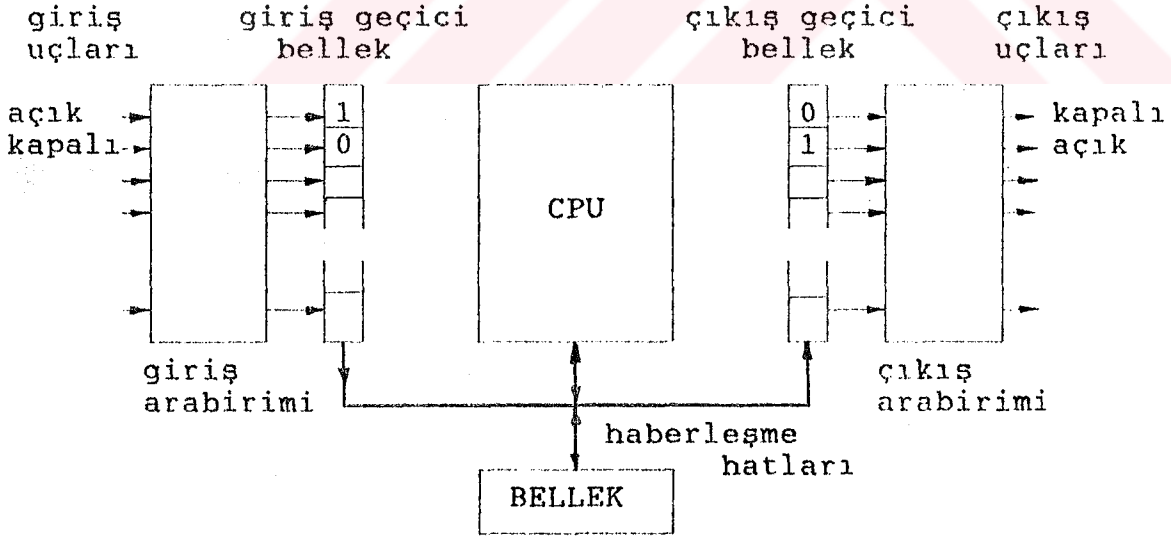 giriş uçları
giriş geçici bellek
çıkış geçici bellek
çıkış uçları
açık
kapalı
1
0
CPU
0
1
kapalı
açık
giriş arabirimi
çıkış arabirimi
haberleşme hatları
BELLEK